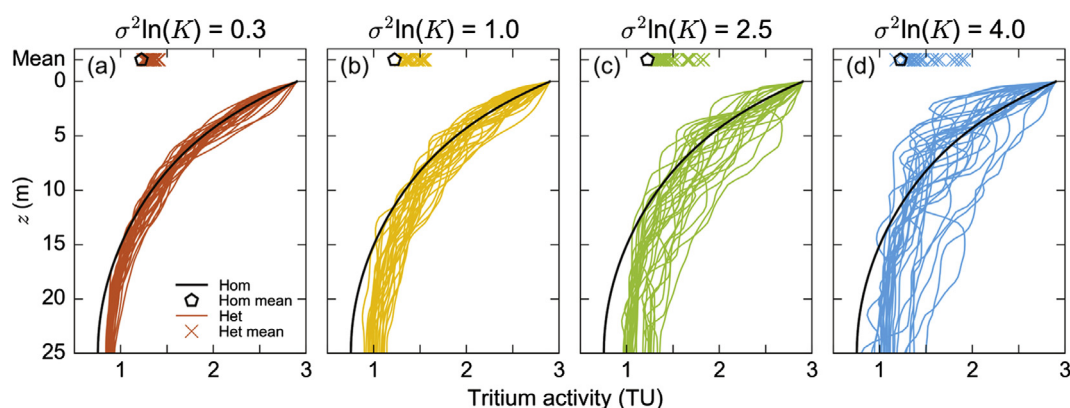 σ²ln(K) = 0.3
σ²ln(K) = 1.0
σ²ln(K) = 2.5
σ²ln(K) = 4.0
Mean
(a)
(b)
(c)
(d)
0
5
10
15
20
25
z (m)
Hom
Hom mean
Het
Het mean
1 2 3
1 2 3
1 2 3
1 2 3
Tritium activity (TU)